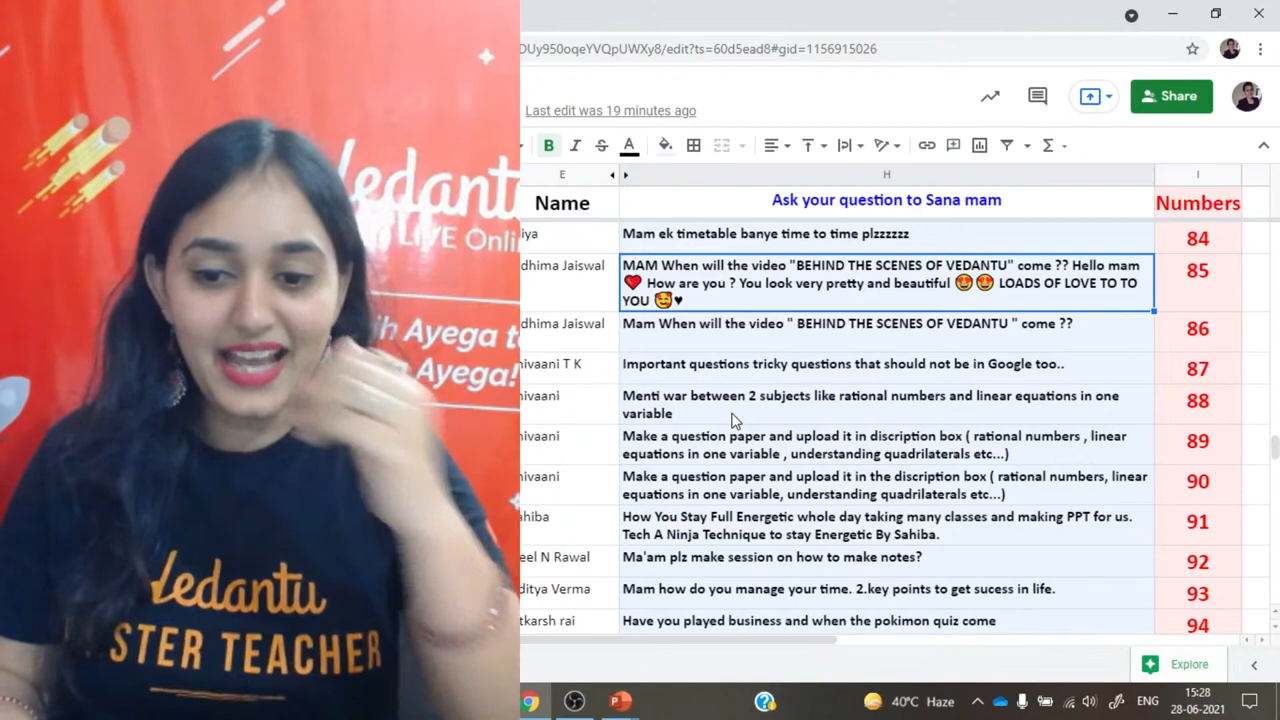 Vedantu
LIVE Onli
ih Ayega t
Ayega!
Vedantu
STER TEACHER
DUy950oqeYVQpUWXy8/edit?ts=60d5ead8#gid=1156915026
Last edit was 19 minutes ago
Share
B I S A
E H I
Name Ask your question to Sana mam Numbers
iya Mam ek timetable banye time to time plzzzzzz 84
dhima Jaiswal MAM When will the video "BEHIND THE SCENES OF VEDANTU" come ?? Hello mam 85
❤️ How are you ? You look very pretty and beautiful 😍 😍 LOADS OF LOVE TO TO
YOU 🥰♥
dhima Jaiswal Mam When will the video " BEHIND THE SCENES OF VEDANTU " come ?? 86
nivaani T K Important questions tricky questions that should not be in Google too.. 87
nivaani Menti war between 2 subjects like rational numbers and linear equations in one 88
variable
nivaani Make a question paper and upload it in discription box ( rational numbers , linear 89
equations in one variable , understanding quadrilaterals etc...)
nivaani Make a question paper and upload it in the discription box ( rational numbers, linear 90
equations in one variable, understanding quadrilaterals etc...)
ahiba How You Stay Full Energetic whole day taking many classes and making PPT for us. 91
Tech A Ninja Technique to stay Energetic By Sahiba.
eel N Rawal Ma'am plz make session on how to make notes? 92
ditya Verma Mam how do you manage your time. 2.key points to get sucess in life. 93
tkarsh rai Have you played business and when the pokimon quiz come 94
Explore
40°C Haze ENG 15:28
28-06-2021